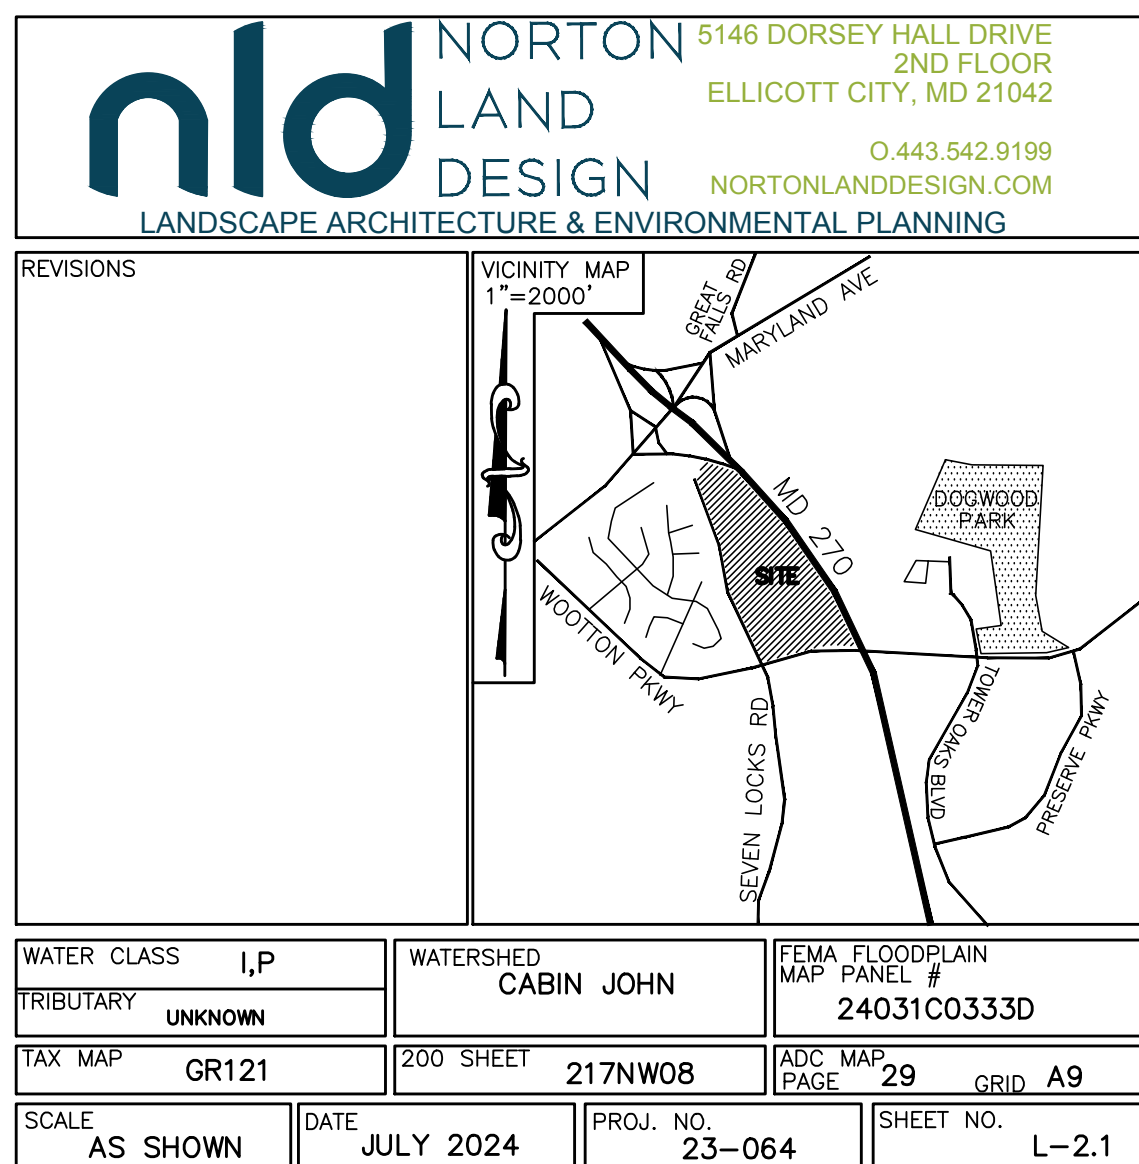 nld
NORTON
LAND
DESIGN
5146 DORSEY HALL DRIVE
2ND FLOOR
ELLICOTT CITY, MD 21042
O.443.542.9199
NORTONLANDDESIGN.COM
LANDSCAPE ARCHITECTURE & ENVIRONMENTAL PLANNING
REVISIONS
VICINITY MAP
1"=2000'
GREAT
FALLS RD
MARYLAND AVE
MD 270
DOGWOOD
PARK
SITE
WOOTTON PKWY
SEVEN LOCKS RD
TOWER OAKS BLVD
PRESERVE PKWY
WATER CLASS I,P
TRIBUTARY UNKNOWN
WATERSHED
CABIN JOHN
FEMA FLOODPLAIN
MAP PANEL #
24031C0333D
TAX MAP GR121
200 SHEET 217NW08
ADC MAP
PAGE 29 GRID A9
SCALE
AS SHOWN
DATE
JULY 2024
PROJ. NO.
23-064
SHEET NO.
L-2.1